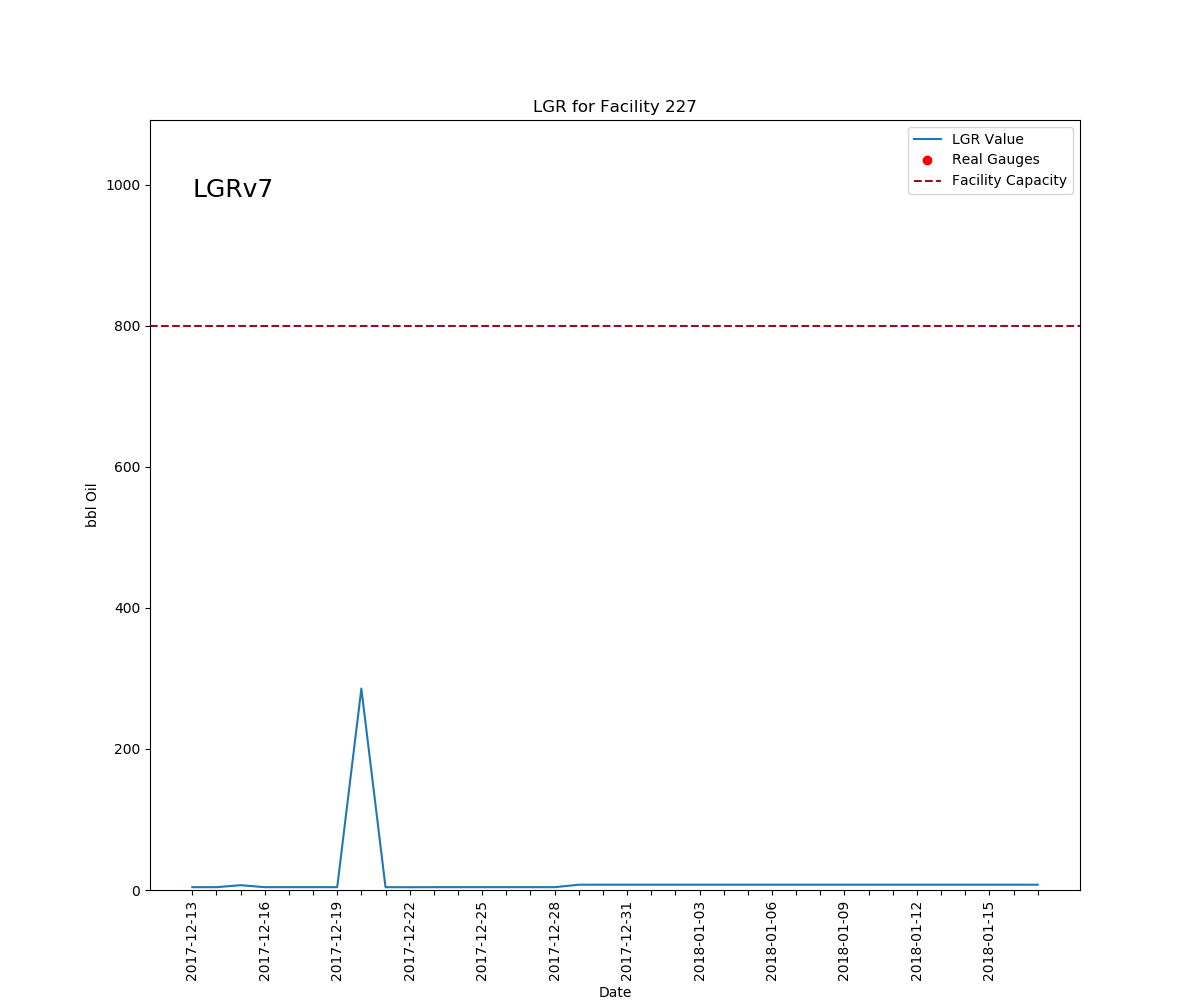 LGR for Facility 227
LGR Value
Real Gauges
Facility Capacity
LGRv7
1000
800
600
400
200
0
bbl Oil
2017-12-13
2017-12-16
2017-12-19
2017-12-22
2017-12-25
2017-12-28
2017-12-31
2018-01-03
2018-01-06
2018-01-09
2018-01-12
2018-01-15
Date